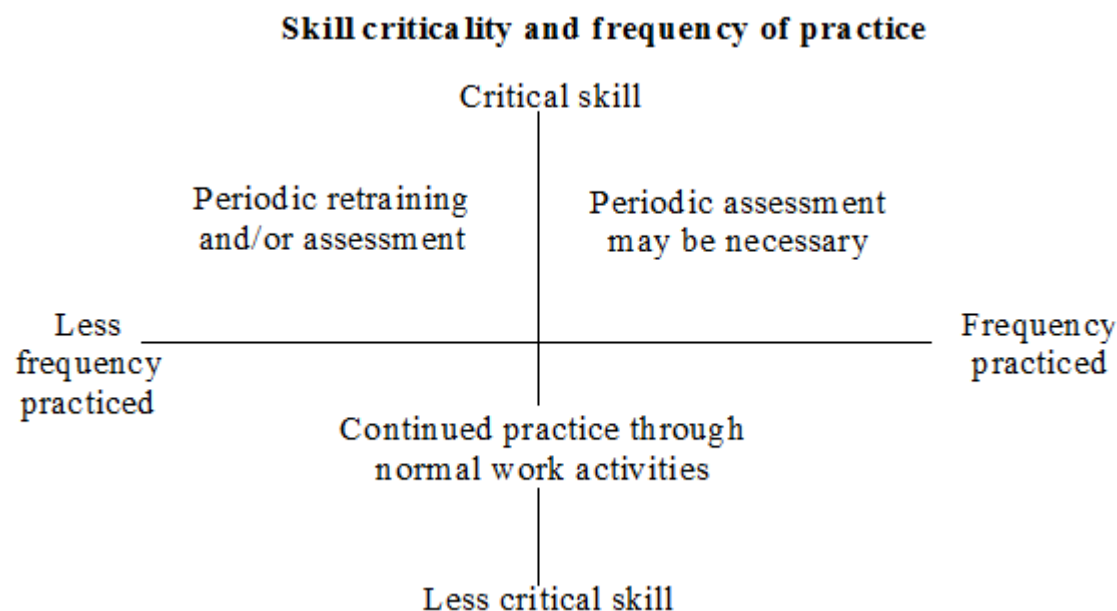 Skill criticality and frequency of practice
Critical skill
Periodic retraining
and/or assessment
Periodic assessment
may be necessary
Less
frequency
practiced
Frequency
practiced
Continued practice through
normal work activities
Less critical skill